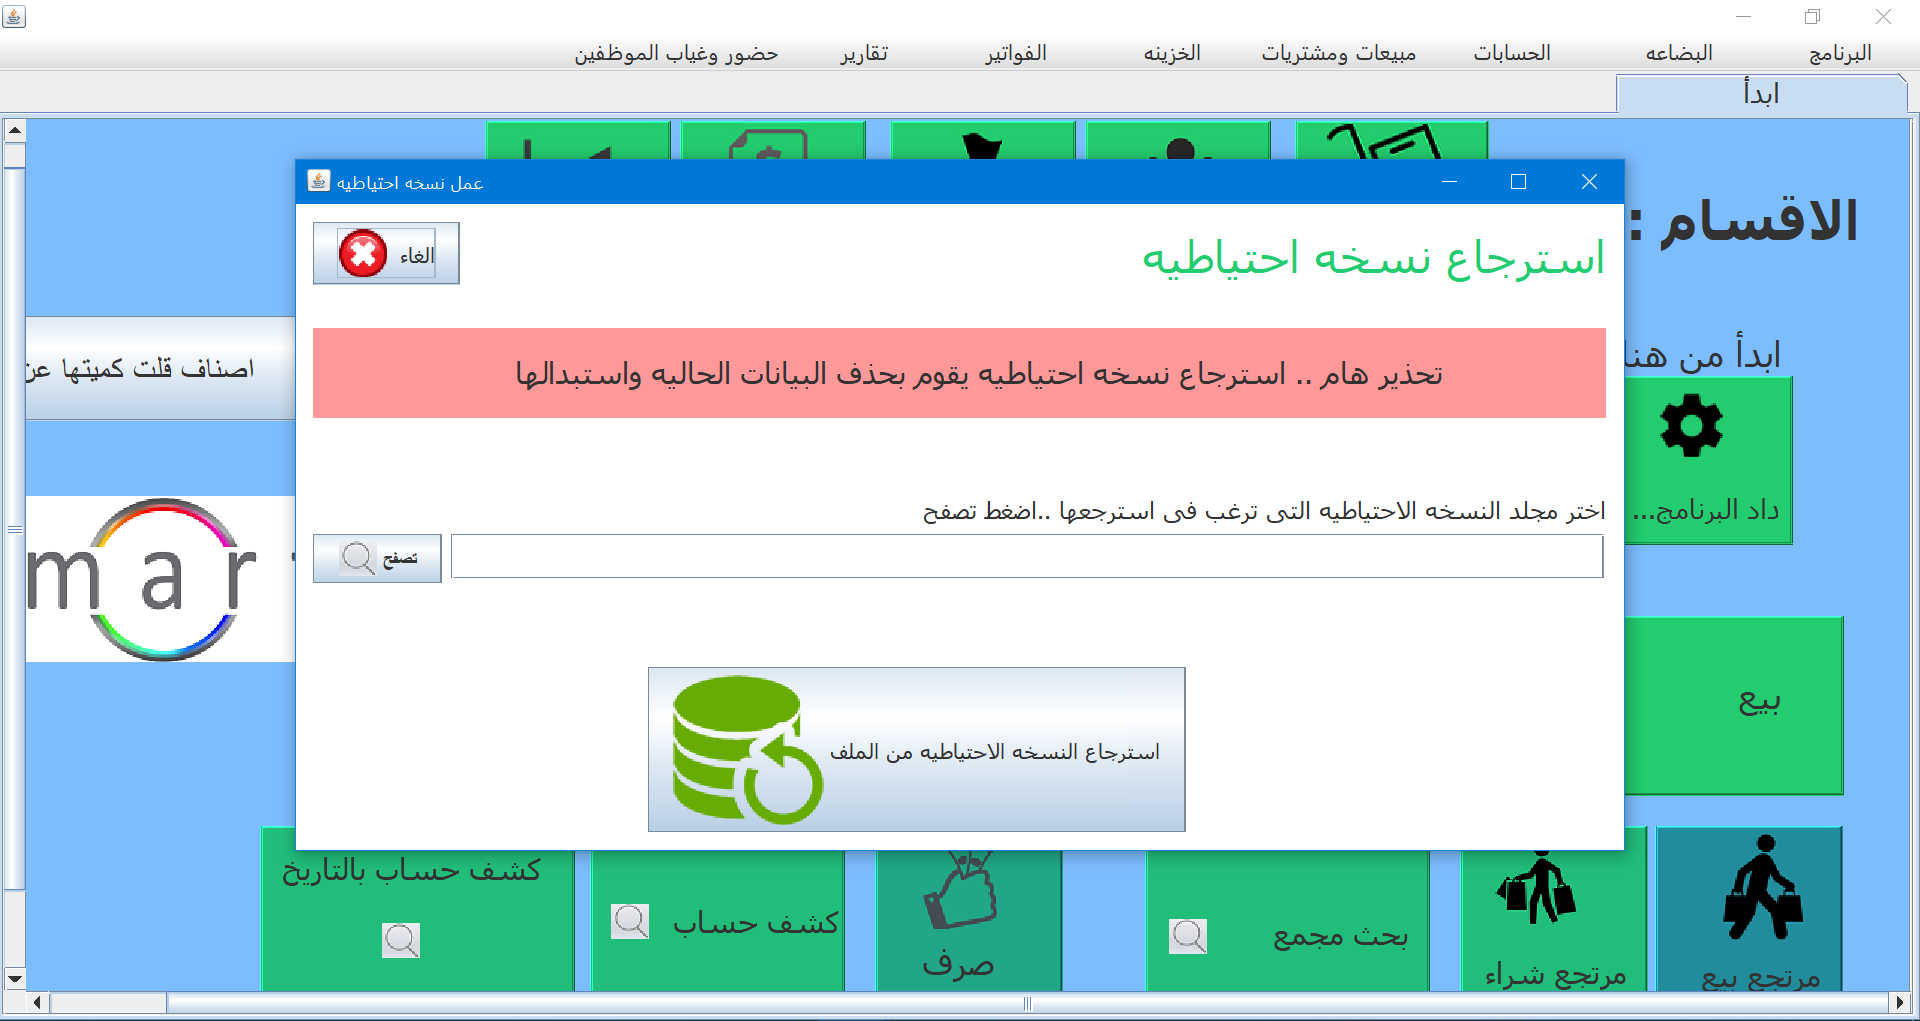 البرنامج
البضاعه
الحسابات
مبيعات ومشتريات
الخزينه
الفواتير
تقارير
حضور وغياب الموظفين
ابدأ
عمل نسخه احتياطيه
الاقسام :
استرجاع نسخه احتياطيه
الغاء
تحذير هام .. استرجاع نسخه احتياطيه يقوم بحذف البيانات الحاليه واستبدالها
ابدأ من هنا
اصناف قلت كميتها عن
داد البرنامج...
اختر مجلد النسخه الاحتياطيه التى ترغب فى استرجعها ..اضغط تصفح
تصفح
mar
بيع
استرجاع النسخه الاحتياطيه من الملف
مرتجع بيع
مرتجع شراء
بحث مجمع
صرف
كشف حساب
كشف حساب بالتاريخ